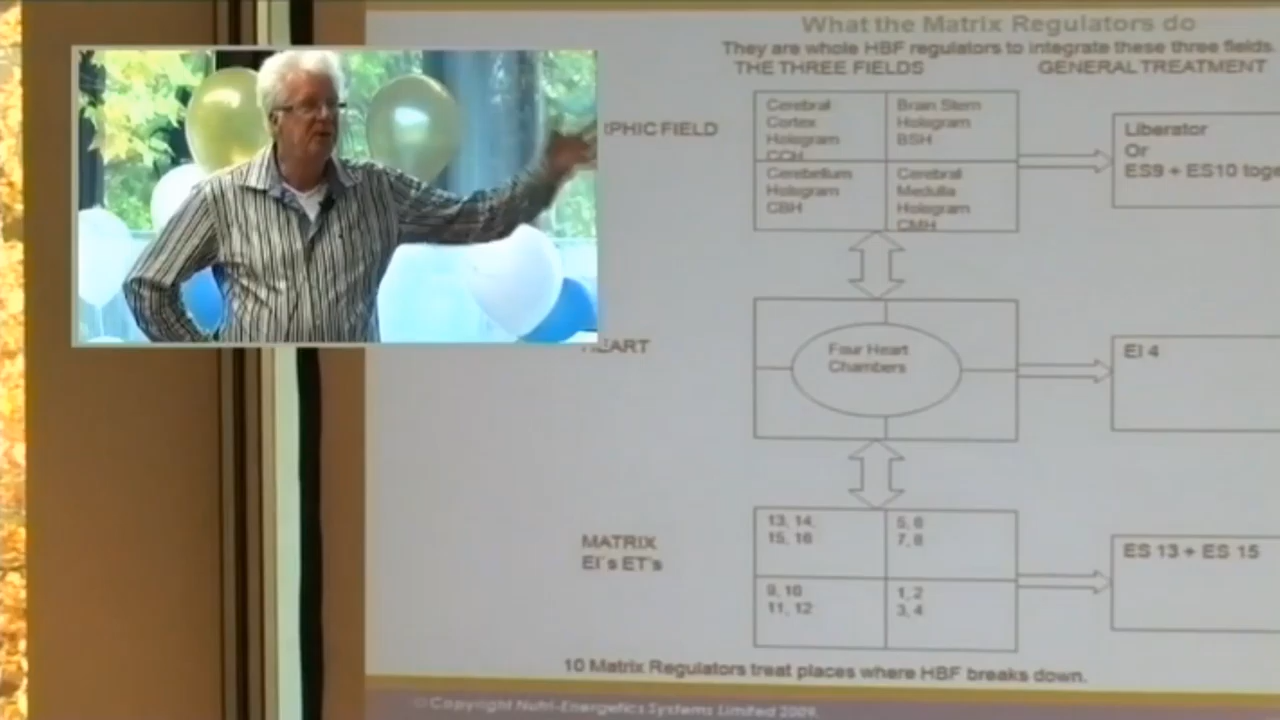 What the Matrix Regulators do
They are whole HBF regulators to integrate these three fields.
THE THREE FIELDS
GENERAL TREATMENT
IPHIC FIELD
Cerebral
Cortex
Hologram
CCH
Brain Stem
Hologram
BSH
Cerebellum
Hologram
CBH
Cerebral
Medulla
Hologram
CMH
Liberator
Or
ES9 + ES10 toge
HEART
Four Heart
Chambers
EI 4
MATRIX
EI's ET's
13, 14,
15, 16
5, 6
7, 8
9, 10
11, 12
1, 2
3, 4
ES 13 + ES 15
10 Matrix Regulators treat places where HBF breaks down.
© Copyright Nutri-Energetics Systems Limited 2009.